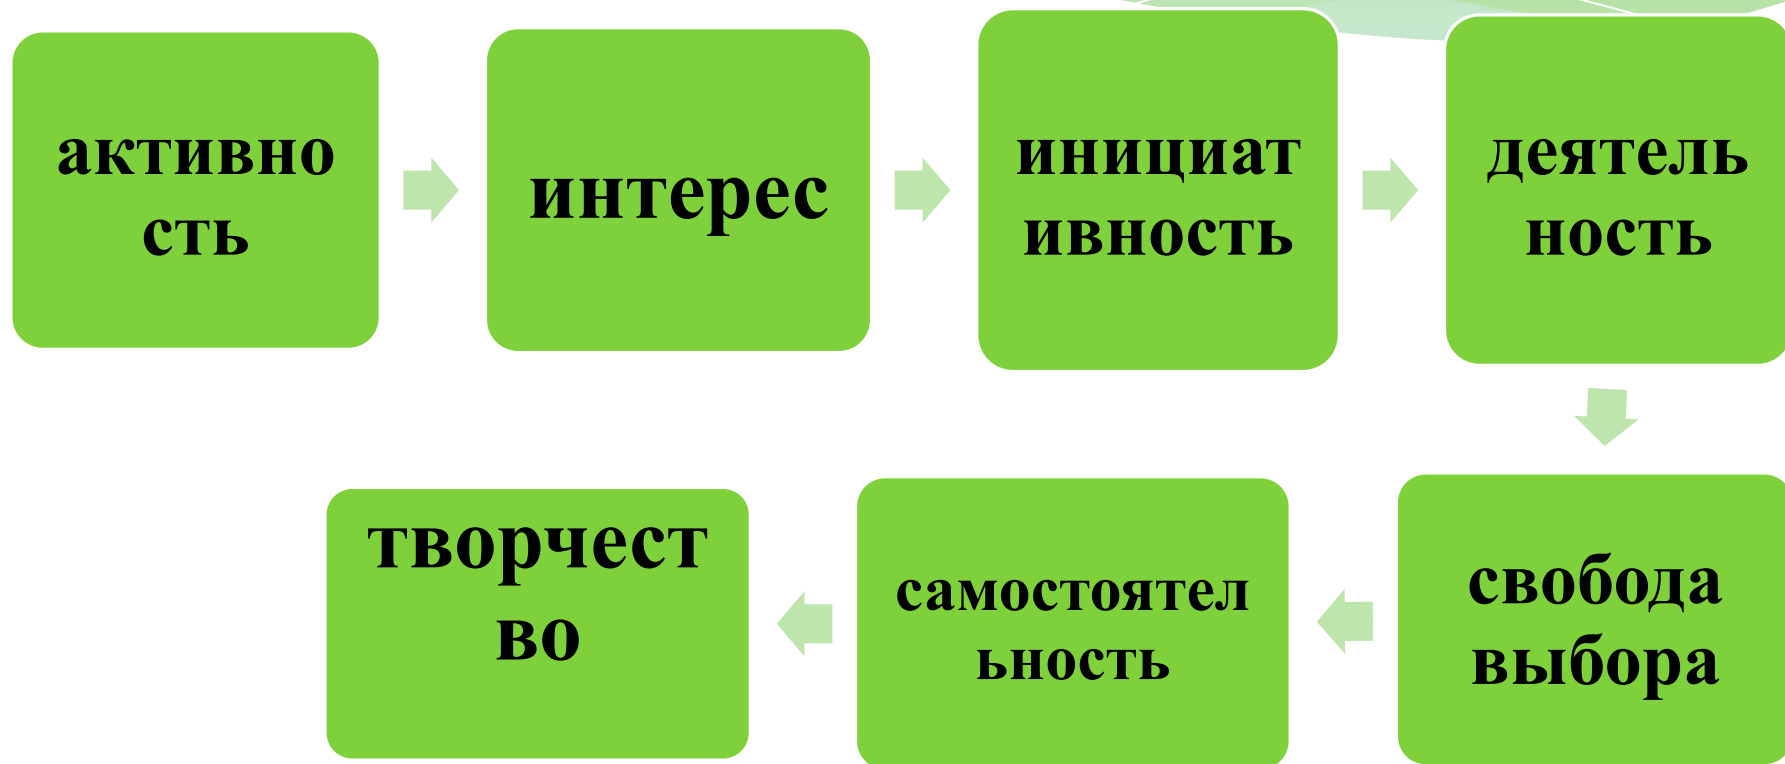 активно
сть
интерес
инициат
ивность
деятель
ность
свобода
выбора
самостоятел
ьность
творчест
во